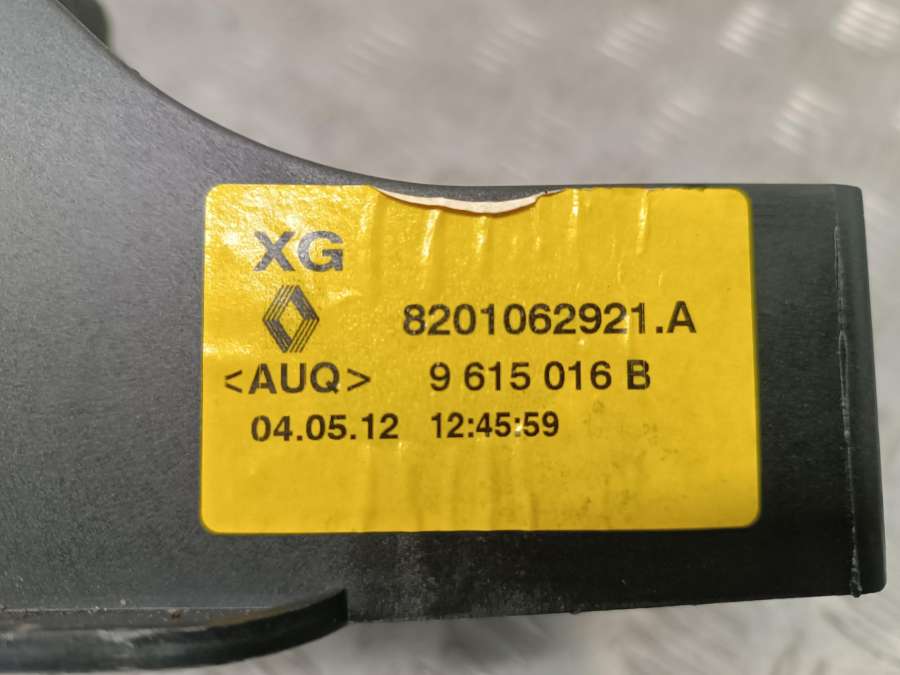 XG
8201062921.A
<AUQ> 9 615 016 B
04.05.12 12:45:59